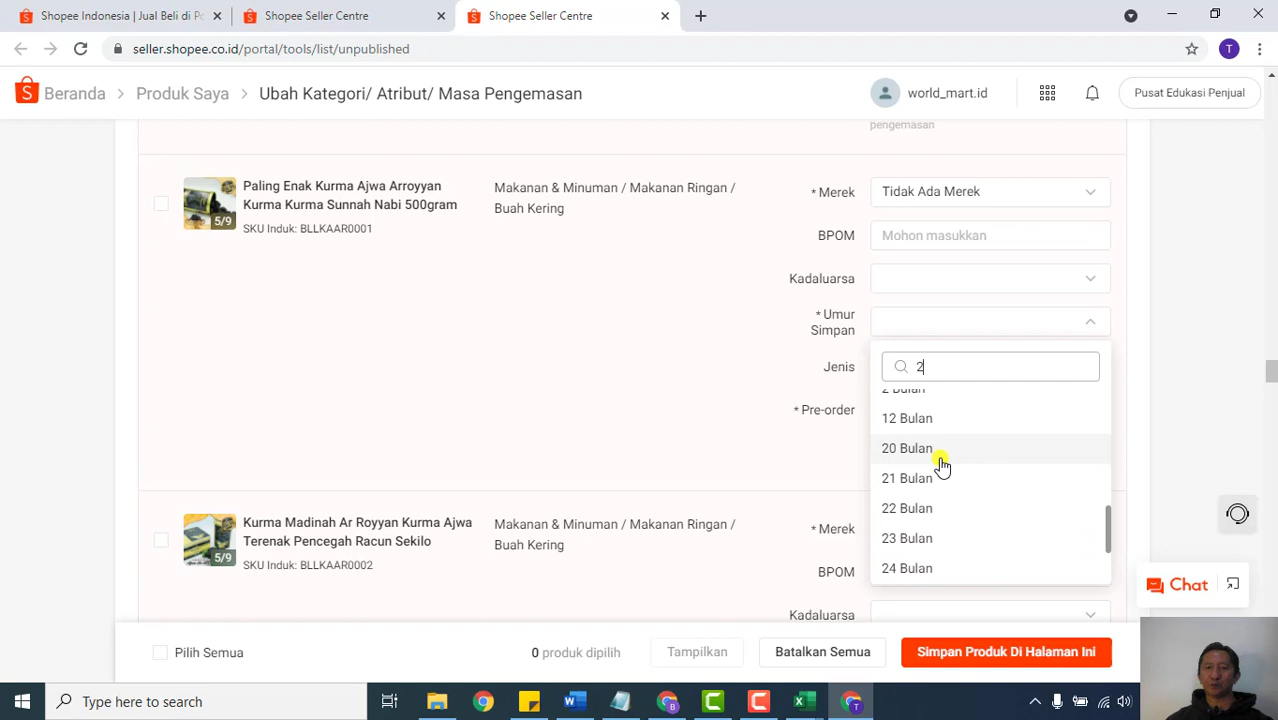 Shopee Indonesia | Jual Beli di Po
Shopee Seller Centre
Shopee Seller Centre
seller.shopee.co.id/portal/tools/list/unpublished
T
Beranda > Produk Saya > Ubah Kategori/ Atribut/ Masa Pengemasan
world_mart.id
Pusat Edukasi Penjual
pengemasan
Paling Enak Kurma Ajwa Arroyyan
Kurma Kurma Sunnah Nabi 500gram
SKU Induk: BLLKAAR0001
5/9
Makanan & Minuman / Makanan Ringan /
Buah Kering
* Merek
Tidak Ada Merek
BPOM
Mohon masukkan
Kadaluarsa
* Umur
Simpan
2
Jenis
2 Bulan
12 Bulan
* Pre-order
20 Bulan
21 Bulan
22 Bulan
23 Bulan
24 Bulan
Kurma Madinah Ar Royyan Kurma Ajwa
Terenak Pencegah Racun Sekilo
SKU Induk: BLLKAAR0002
5/9
Makanan & Minuman / Makanan Ringan /
Buah Kering
* Merek
BPOM
Kadaluarsa
Chat
Pilih Semua
0 produk dipilih
Tampilkan
Batalkan Semua
Simpan Produk Di Halaman Ini
Type here to search